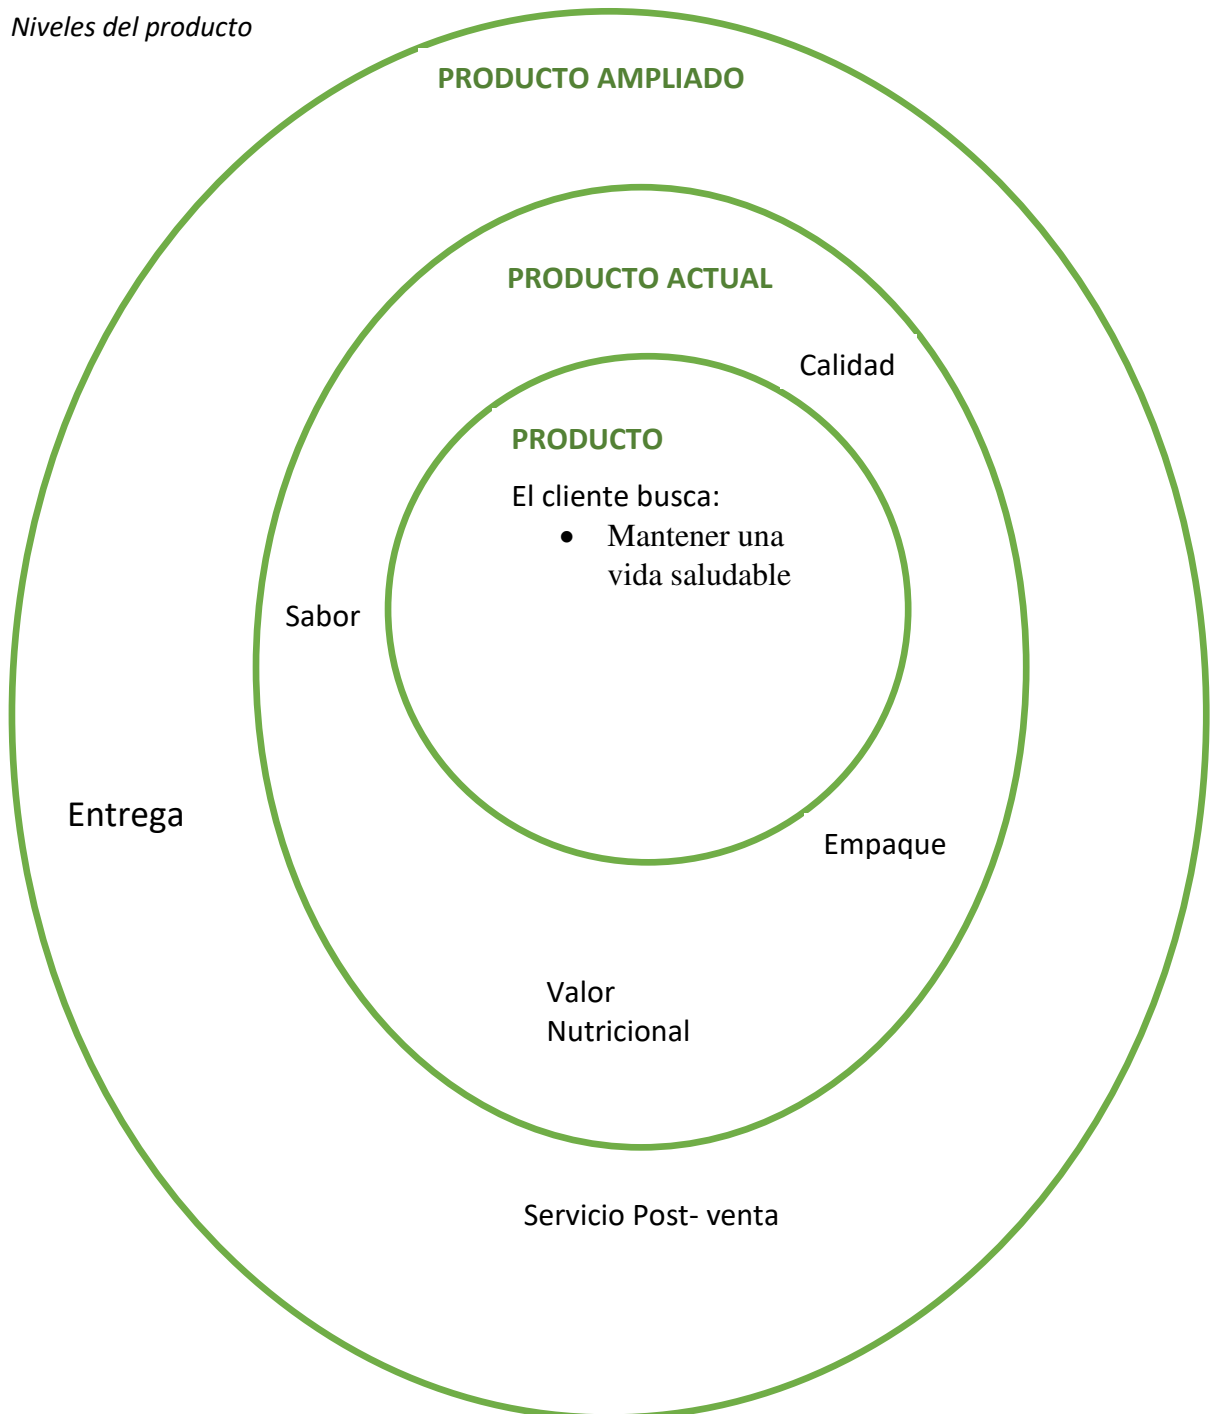 Niveles del producto
PRODUCTO AMPLIADO
PRODUCTO ACTUAL
Calidad
PRODUCTO
El cliente busca:
• Mantener una
vida saludable
Sabor
Entrega
Empaque
Valor
Nutricional
Servicio Post- venta